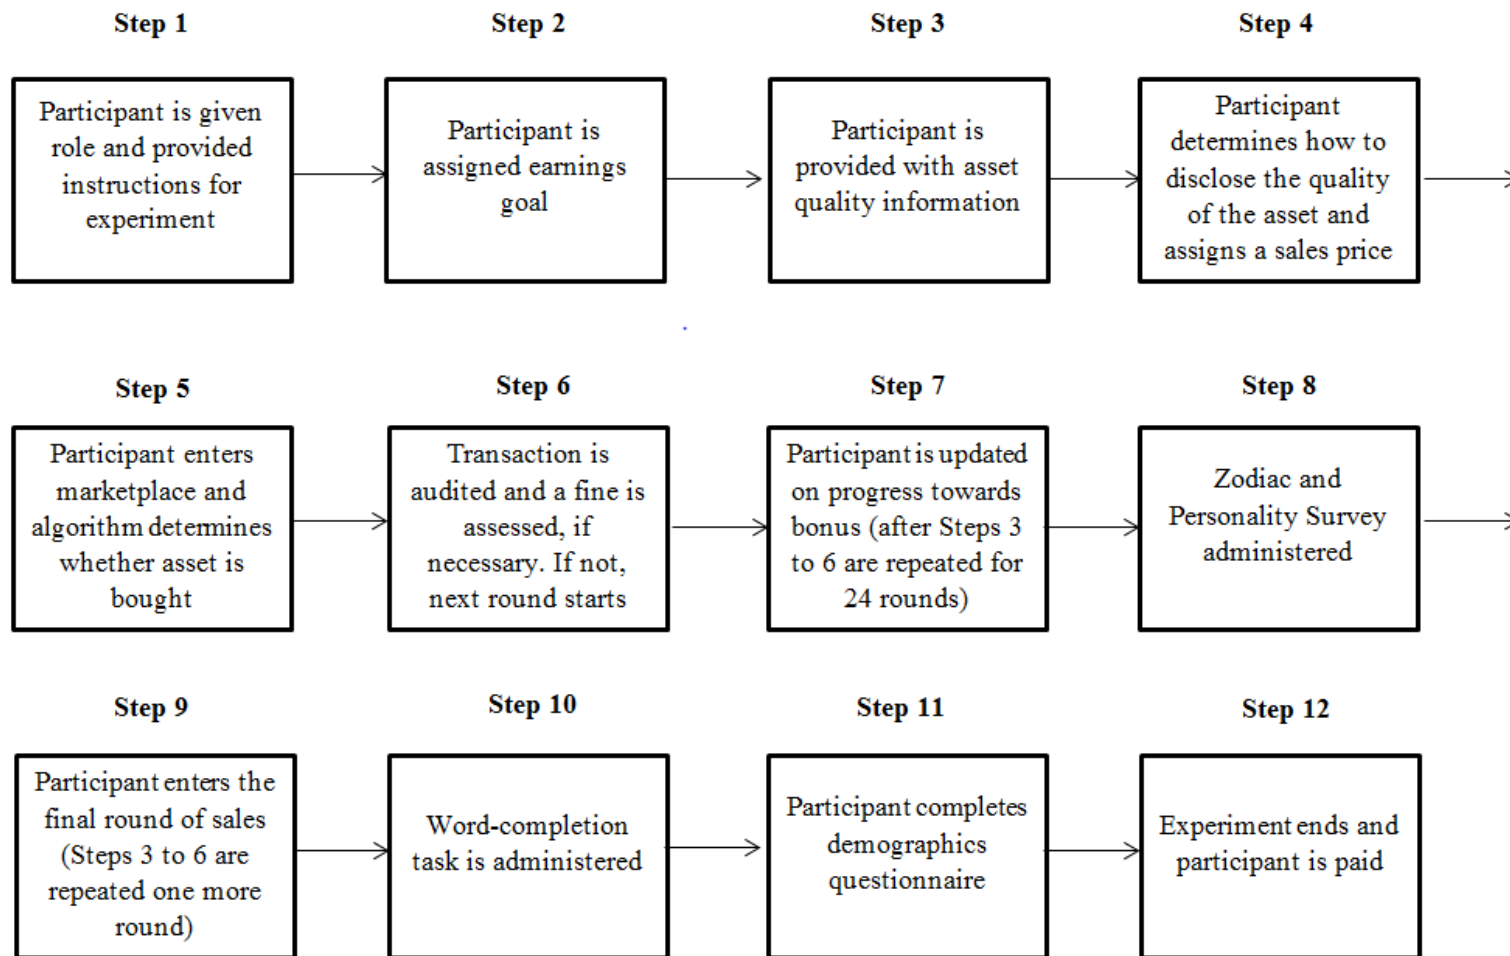 Step 1
Participant is given
role and provided
instructions for
experiment
Step 2
Participant is
assigned earnings
goal
Step 3
Participant is
provided with asset
quality information
Step 4
Participant
determines how to
disclose the quality
of the asset and
assigns a sales price
Step 5
Participant enters
marketplace and
algorithm determines
whether asset is
bought
Step 6
Transaction is
audited and a fine is
assessed, if
necessary. If not,
next round starts
Step 7
Participant is updated
on progress towards
bonus (after Steps 3
to 6 are repeated for
24 rounds)
Step 8
Zodiac and
Personality Survey
administered
Step 9
Participant enters the
final round of sales
(Steps 3 to 6 are
repeated one more
round)
Step 10
Word-completion
task is administered
Step 11
Participant completes
demographics
questionnaire
Step 12
Experiment ends and
participant is paid